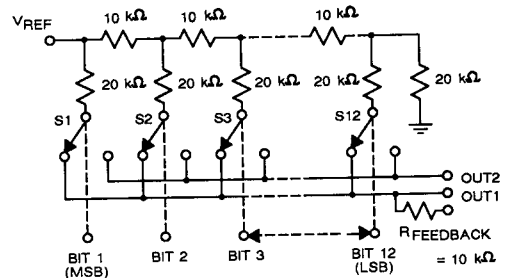 10 kΩ 10 kΩ 10 kΩ
VREF
20 kΩ 20 kΩ 20 kΩ 20 kΩ 20 kΩ
S1 S2 S3 S12
OUT2
OUT1
RFEEDBACK
= 10 kΩ
BIT 1 BIT 2 BIT 3 BIT 12
(MSB) (LSB)